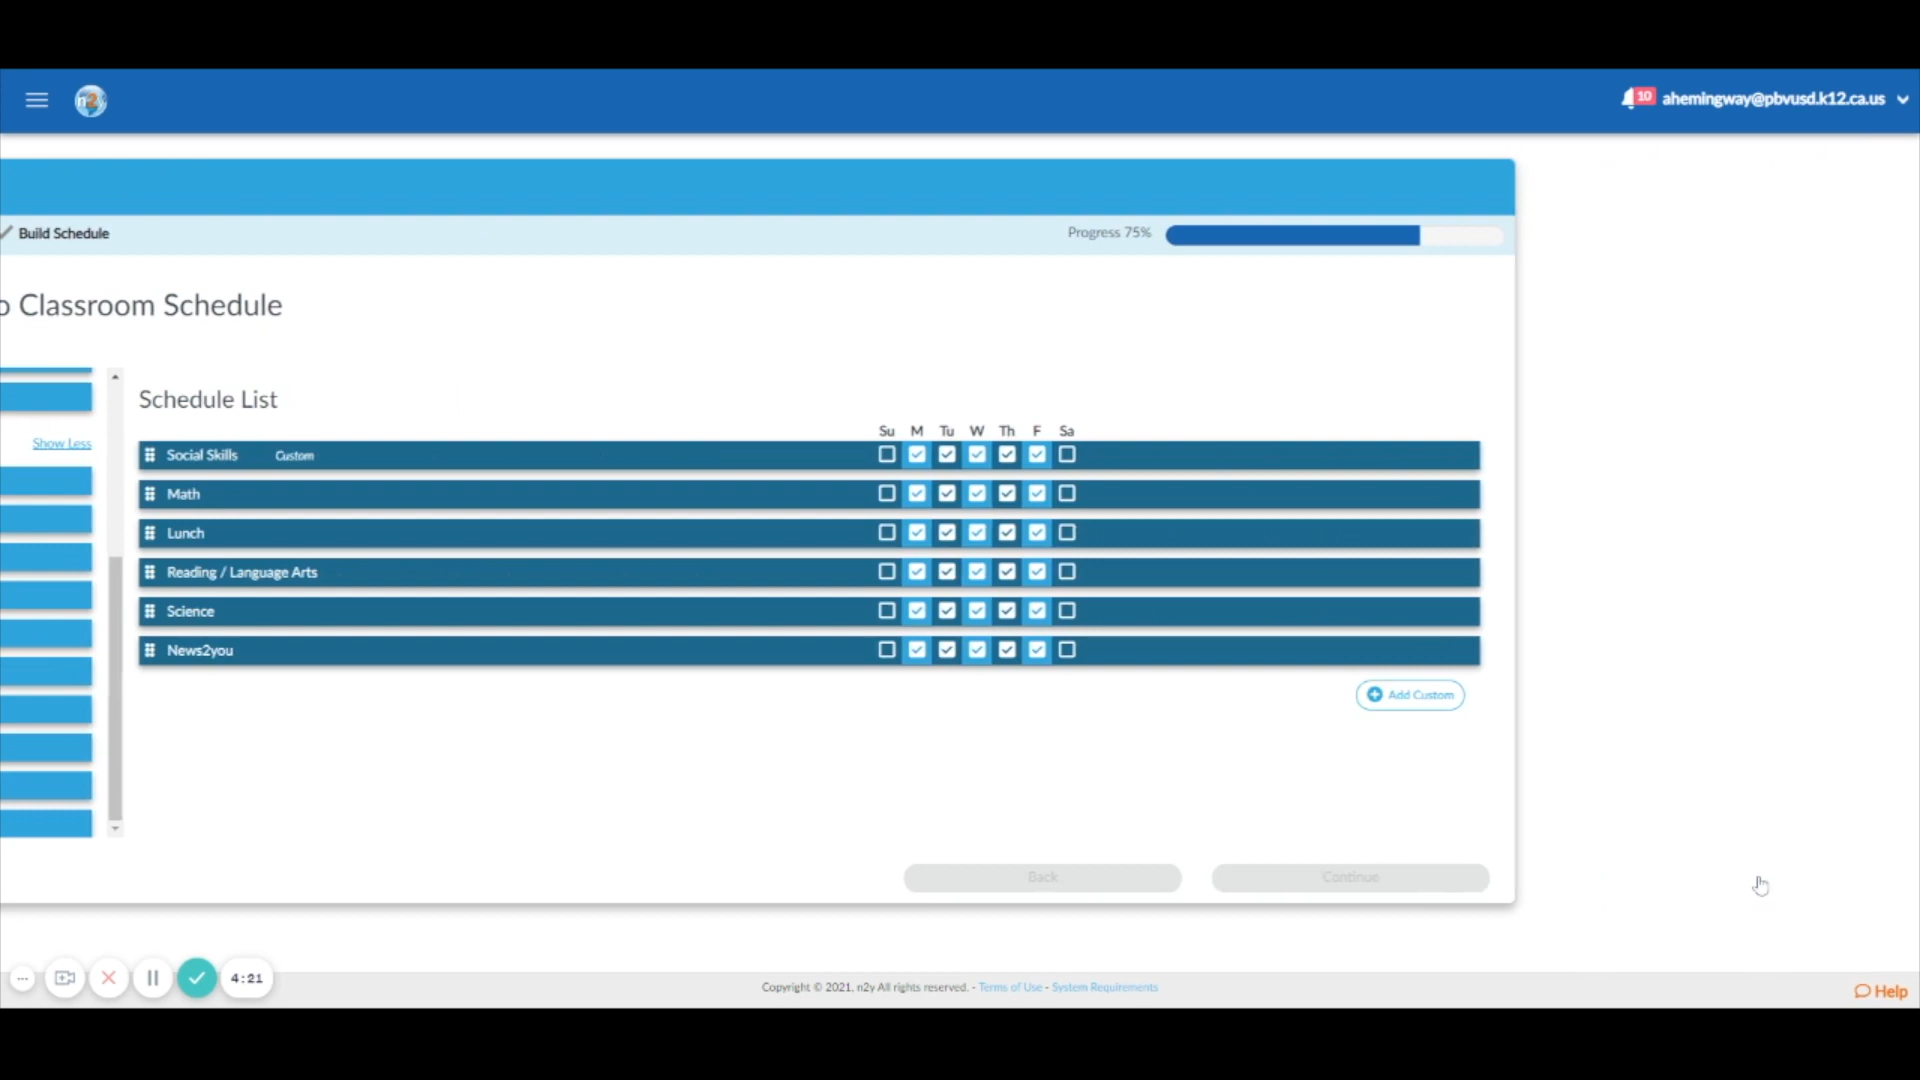 n2y
10 ahemingway@pbvusd.k12.ca.us
Build Schedule
Progress 75%
o Classroom Schedule
Show Less
Schedule List
Su M Tu W Th F Sa
Social Skills Custom
Math
Lunch
Reading / Language Arts
Science
News2you
Add Custom
Back Continue
4:21
Copyright © 2021. n2y All rights reserved. - Terms of Use - System Requirements
Help